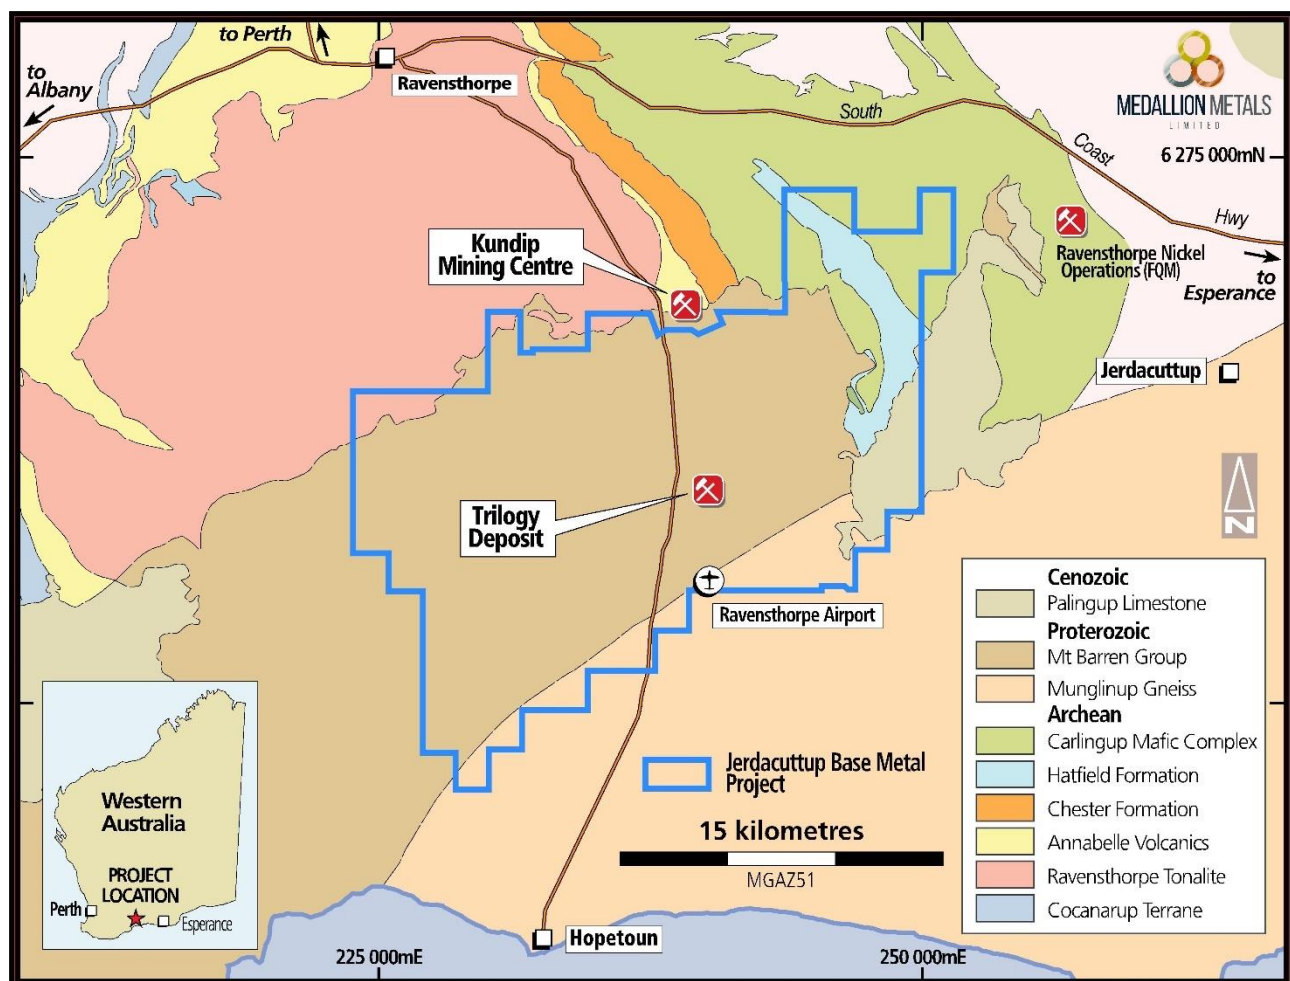 to Perth
to
Albany
Ravensthorpe
South
Coast
Hwy
MEDALLION METALS
LIMITED
6 275 000mN
Kundip
Mining Centre
Ravensthorpe Nickel
Operations (FQM)
to
Esperance
Jerdacuttup
Trilogy
Deposit
Ravensthorpe Airport
N
Cenozoic
Palingup Limestone
Proterozoic
Mt Barren Group
Munglinup Gneiss
Archean
Carlingup Mafic Complex
Hatfield Formation
Chester Formation
Annabelle Volcanics
Ravensthorpe Tonalite
Cocanarup Terrane
Jerdacuttup Base Metal
Project
15 kilometres
MGAZ51
Western
Australia
PROJECT
LOCATION
Perth
Esperance
Hopetoun
225 000mE
250 000mE